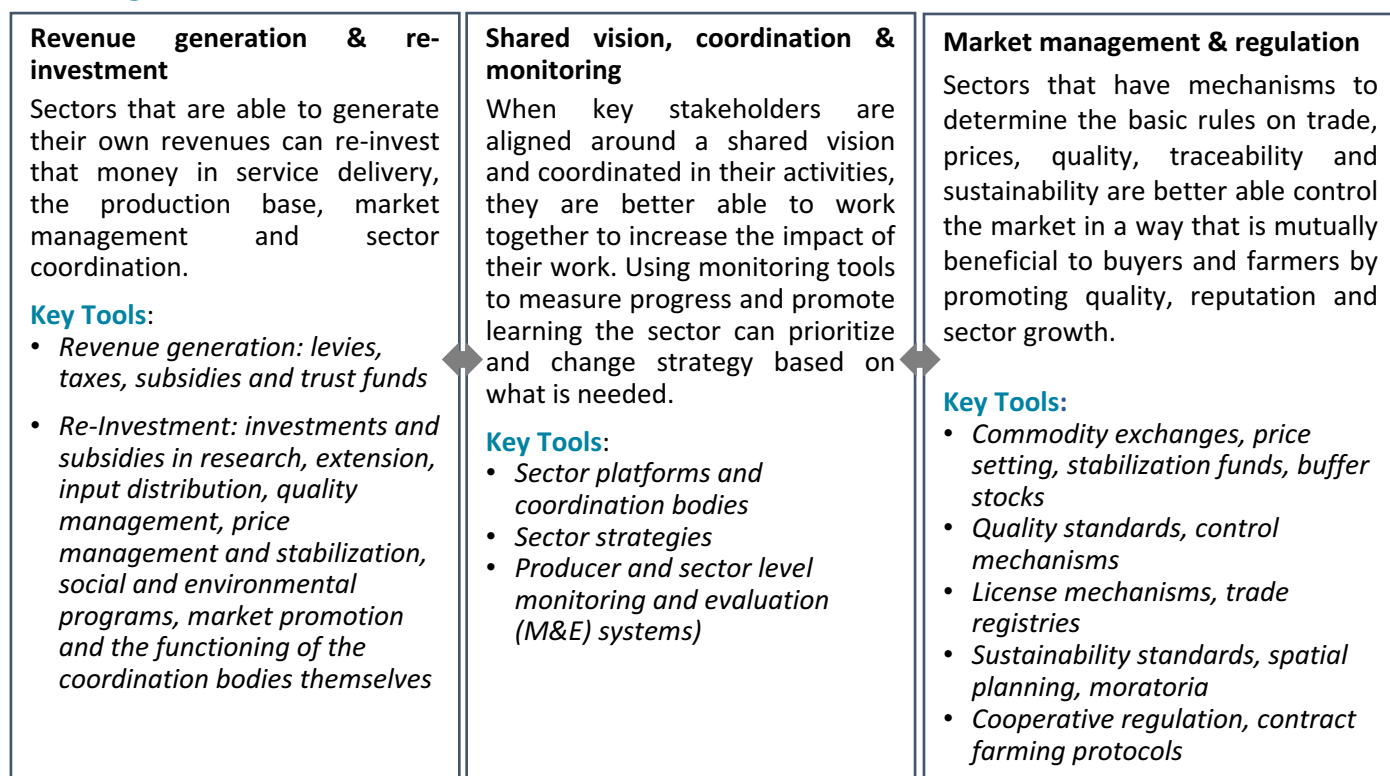 Revenue generation & re-
investment
Sectors that are able to generate
their own revenues can re-invest
that money in service delivery,
the production base, market
management and sector
coordination.
Key Tools:
• Revenue generation: levies,
taxes, subsidies and trust funds
• Re-Investment: investments and
subsidies in research, extension,
input distribution, quality
management, price
management and stabilization,
social and environmental
programs, market promotion
and the functioning of the
coordination bodies themselves
Shared vision, coordination &
monitoring
When key stakeholders are
aligned around a shared vision
and coordinated in their activities,
they are better able to work
together to increase the impact of
their work. Using monitoring tools
to measure progress and promote
learning the sector can prioritize
and change strategy based on
what is needed.
Key Tools:
• Sector platforms and
coordination bodies
• Sector strategies
• Producer and sector level
monitoring and evaluation
(M&E) systems)
Market management & regulation
Sectors that have mechanisms to
determine the basic rules on trade,
prices, quality, traceability and
sustainability are better able control
the market in a way that is mutually
beneficial to buyers and farmers by
promoting quality, reputation and
sector growth.
Key Tools:
• Commodity exchanges, price
setting, stabilization funds, buffer
stocks
• Quality standards, control
mechanisms
• License mechanisms, trade
registries
• Sustainability standards, spatial
planning, moratoria
• Cooperative regulation, contract
farming protocols